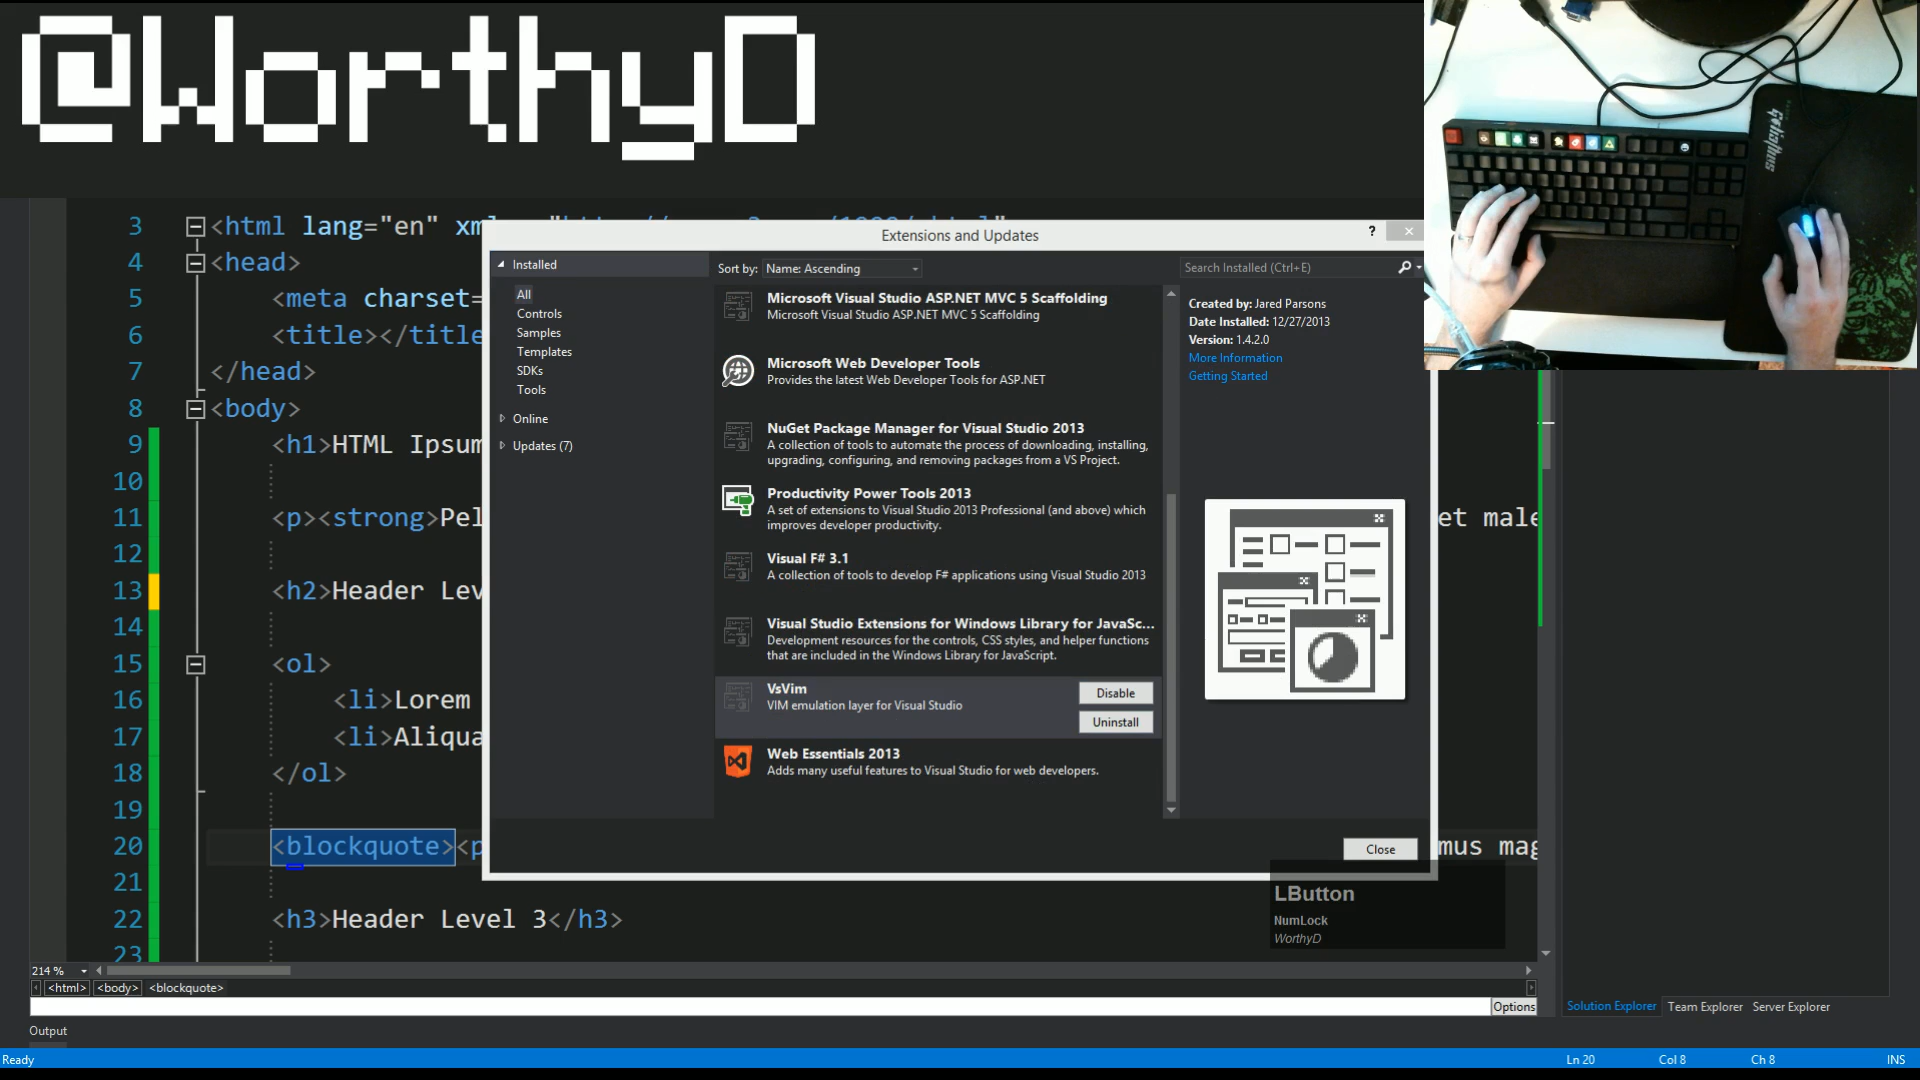 @WorthyD
3 <html lang="en"
4 <head>
5 <meta charset=
6 <title></title
7 </head>
8 <body>
9 <h1>HTML Ipsum
10
11 <p><strong>Pel
et male
12
13 <h2>Header Lev
14
15 <ol>
16 <li>Lorem
17 <li>Aliqua
18 </ol>
19
20 <blockquote><p
mus mag
21
22 <h3>Header Level 3</h3>
23
Extensions and Updates
?
Installed
All
Controls
Samples
Templates
SDKs
Tools
Online
Updates (7)
Sort by: Name: Ascending
Microsoft Visual Studio ASP.NET MVC 5 Scaffolding
Microsoft Visual Studio ASP.NET MVC 5 Scaffolding
Microsoft Web Developer Tools
Provides the latest Web Developer Tools for ASP.NET
NuGet Package Manager for Visual Studio 2013
A collection of tools to automate the process of downloading, installing,
upgrading, configuring, and removing packages from a VS Project.
Productivity Power Tools 2013
A set of extensions to Visual Studio 2013 Professional (and above) which
improves developer productivity.
Visual F# 3.1
A collection of tools to develop F# applications using Visual Studio 2013
Visual Studio Extensions for Windows Library for JavaSc...
Development resources for the controls, CSS styles, and helper functions
that are included in the Windows Library for JavaScript.
VsVim
VIM emulation layer for Visual Studio
Disable
Uninstall
Web Essentials 2013
Adds many useful features to Visual Studio for web developers.
Search Installed (Ctrl+E)
Created by: Jared Parsons
Date Installed: 12/27/2013
Version: 1.4.2.0
More Information
Getting Started
Close
LButton
NumLock
WorthyD
214 %
<html> <body> <blockquote>
Options
Output
Solution Explorer Team Explorer Server Explorer
Ready
Ln 20 Col 8 Ch 8 INS